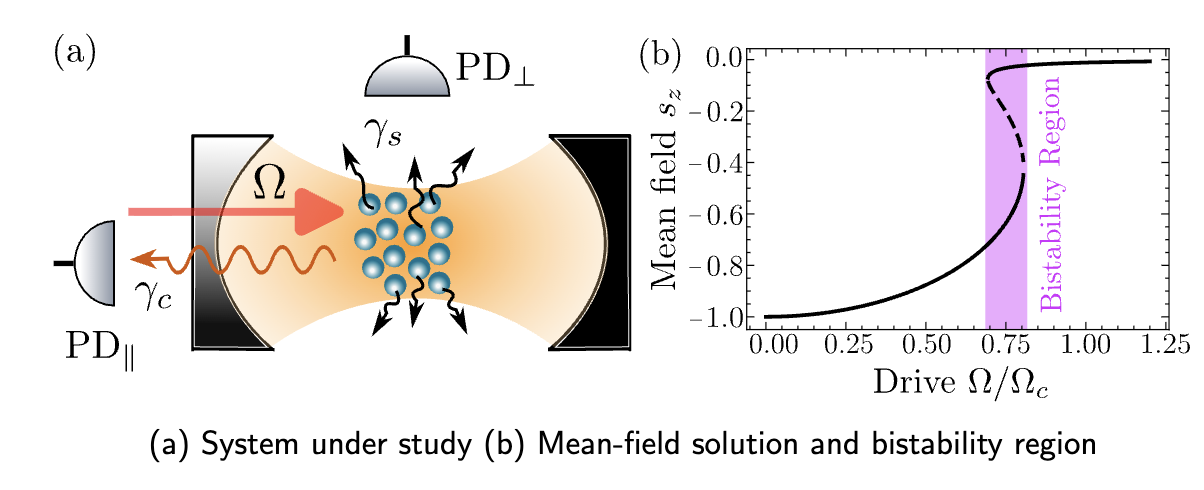 (a)
PD⊥
γs
Ω
γc
PD∥
(b)
Mean field sz
0.0
−0.2
−0.4
−0.6
−0.8
−1.0
Bistability Region
0.00 0.25 0.50 0.75 1.00 1.25
Drive Ω/Ωc
(a) System under study (b) Mean-field solution and bistability region